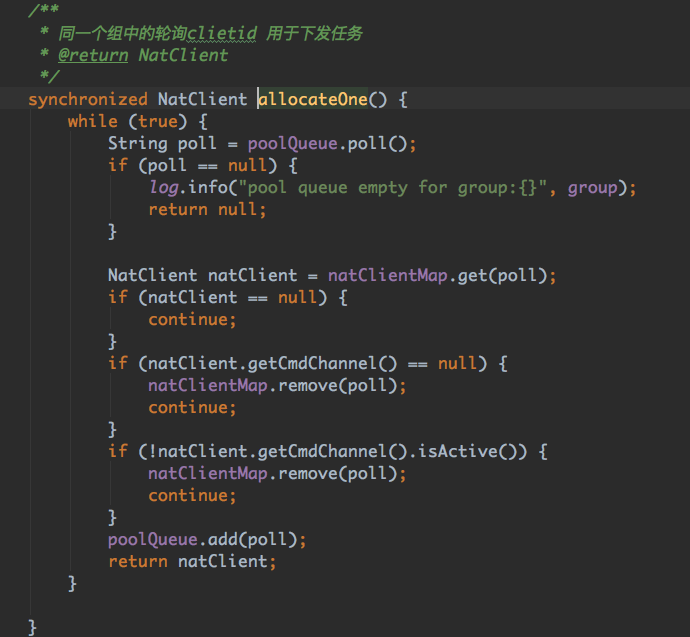 /**
 * 同一个组中的轮询clietid 用于下发任务
 * @return NatClient
 */
synchronized NatClient allocateOne() {
    while (true) {
        String poll = poolQueue.poll();
        if (poll == null) {
            log.info("pool queue empty for group:{}", group);
            return null;
        }

        NatClient natClient = natClientMap.get(poll);
        if (natClient == null) {
            continue;
        }
        if (natClient.getCmdChannel() == null) {
            natClientMap.remove(poll);
            continue;
        }
        if (!natClient.getCmdChannel().isActive()) {
            natClientMap.remove(poll);
            continue;
        }
        poolQueue.add(poll);
        return natClient;
    }

}